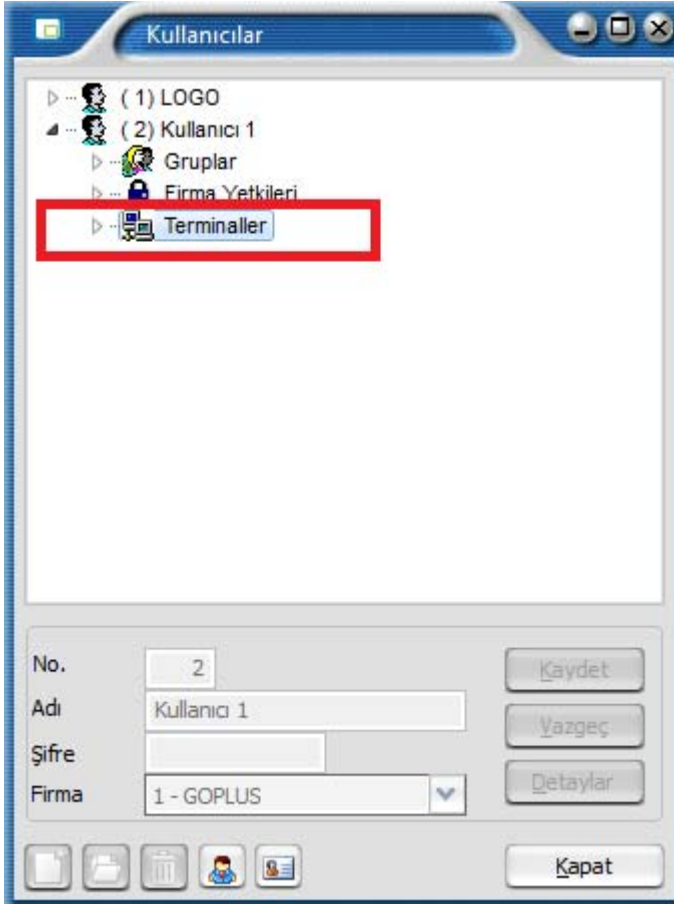 Kullanıcılar
( 1) LOGO
( 2) Kullanıcı 1
Gruplar
Firma Yetkileri
Terminaller
No. 2 Kaydet
Adı Kullanıcı 1 Vazgeç
Şifre
Firma 1 - GOPLUS Detaylar
Kapat